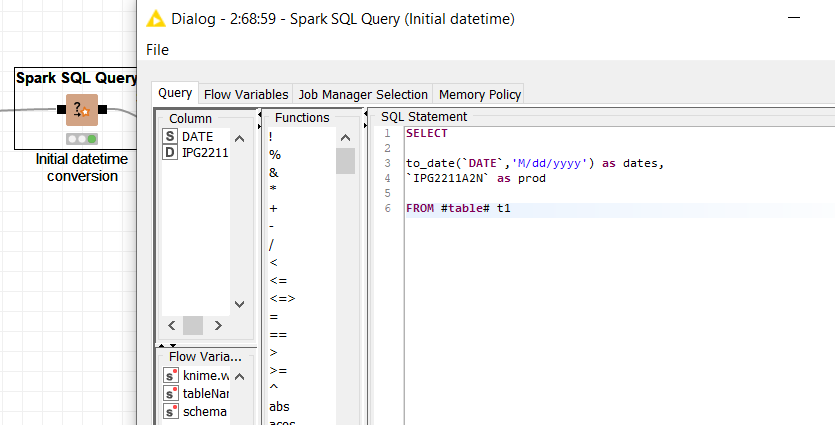 Dialog - 2:68:59 - Spark SQL Query (Initial datetime)
File
Spark SQL Query
Initial datetime
conversion
Query
Flow Variables
Job Manager Selection
Memory Policy
Column
S DATE
D IPG2211
Flow Varia...
s knime.w
s tableNar
s schema
Functions
!
%
&
*
+
-
/
<
<=
<=>
=
==
>
>=
^
abs
acos
SQL Statement
1 SELECT
2
3 to_date(`DATE`,'M/dd/yyyy') as dates,
4 `IPG2211A2N` as prod
5
6 FROM #table# t1